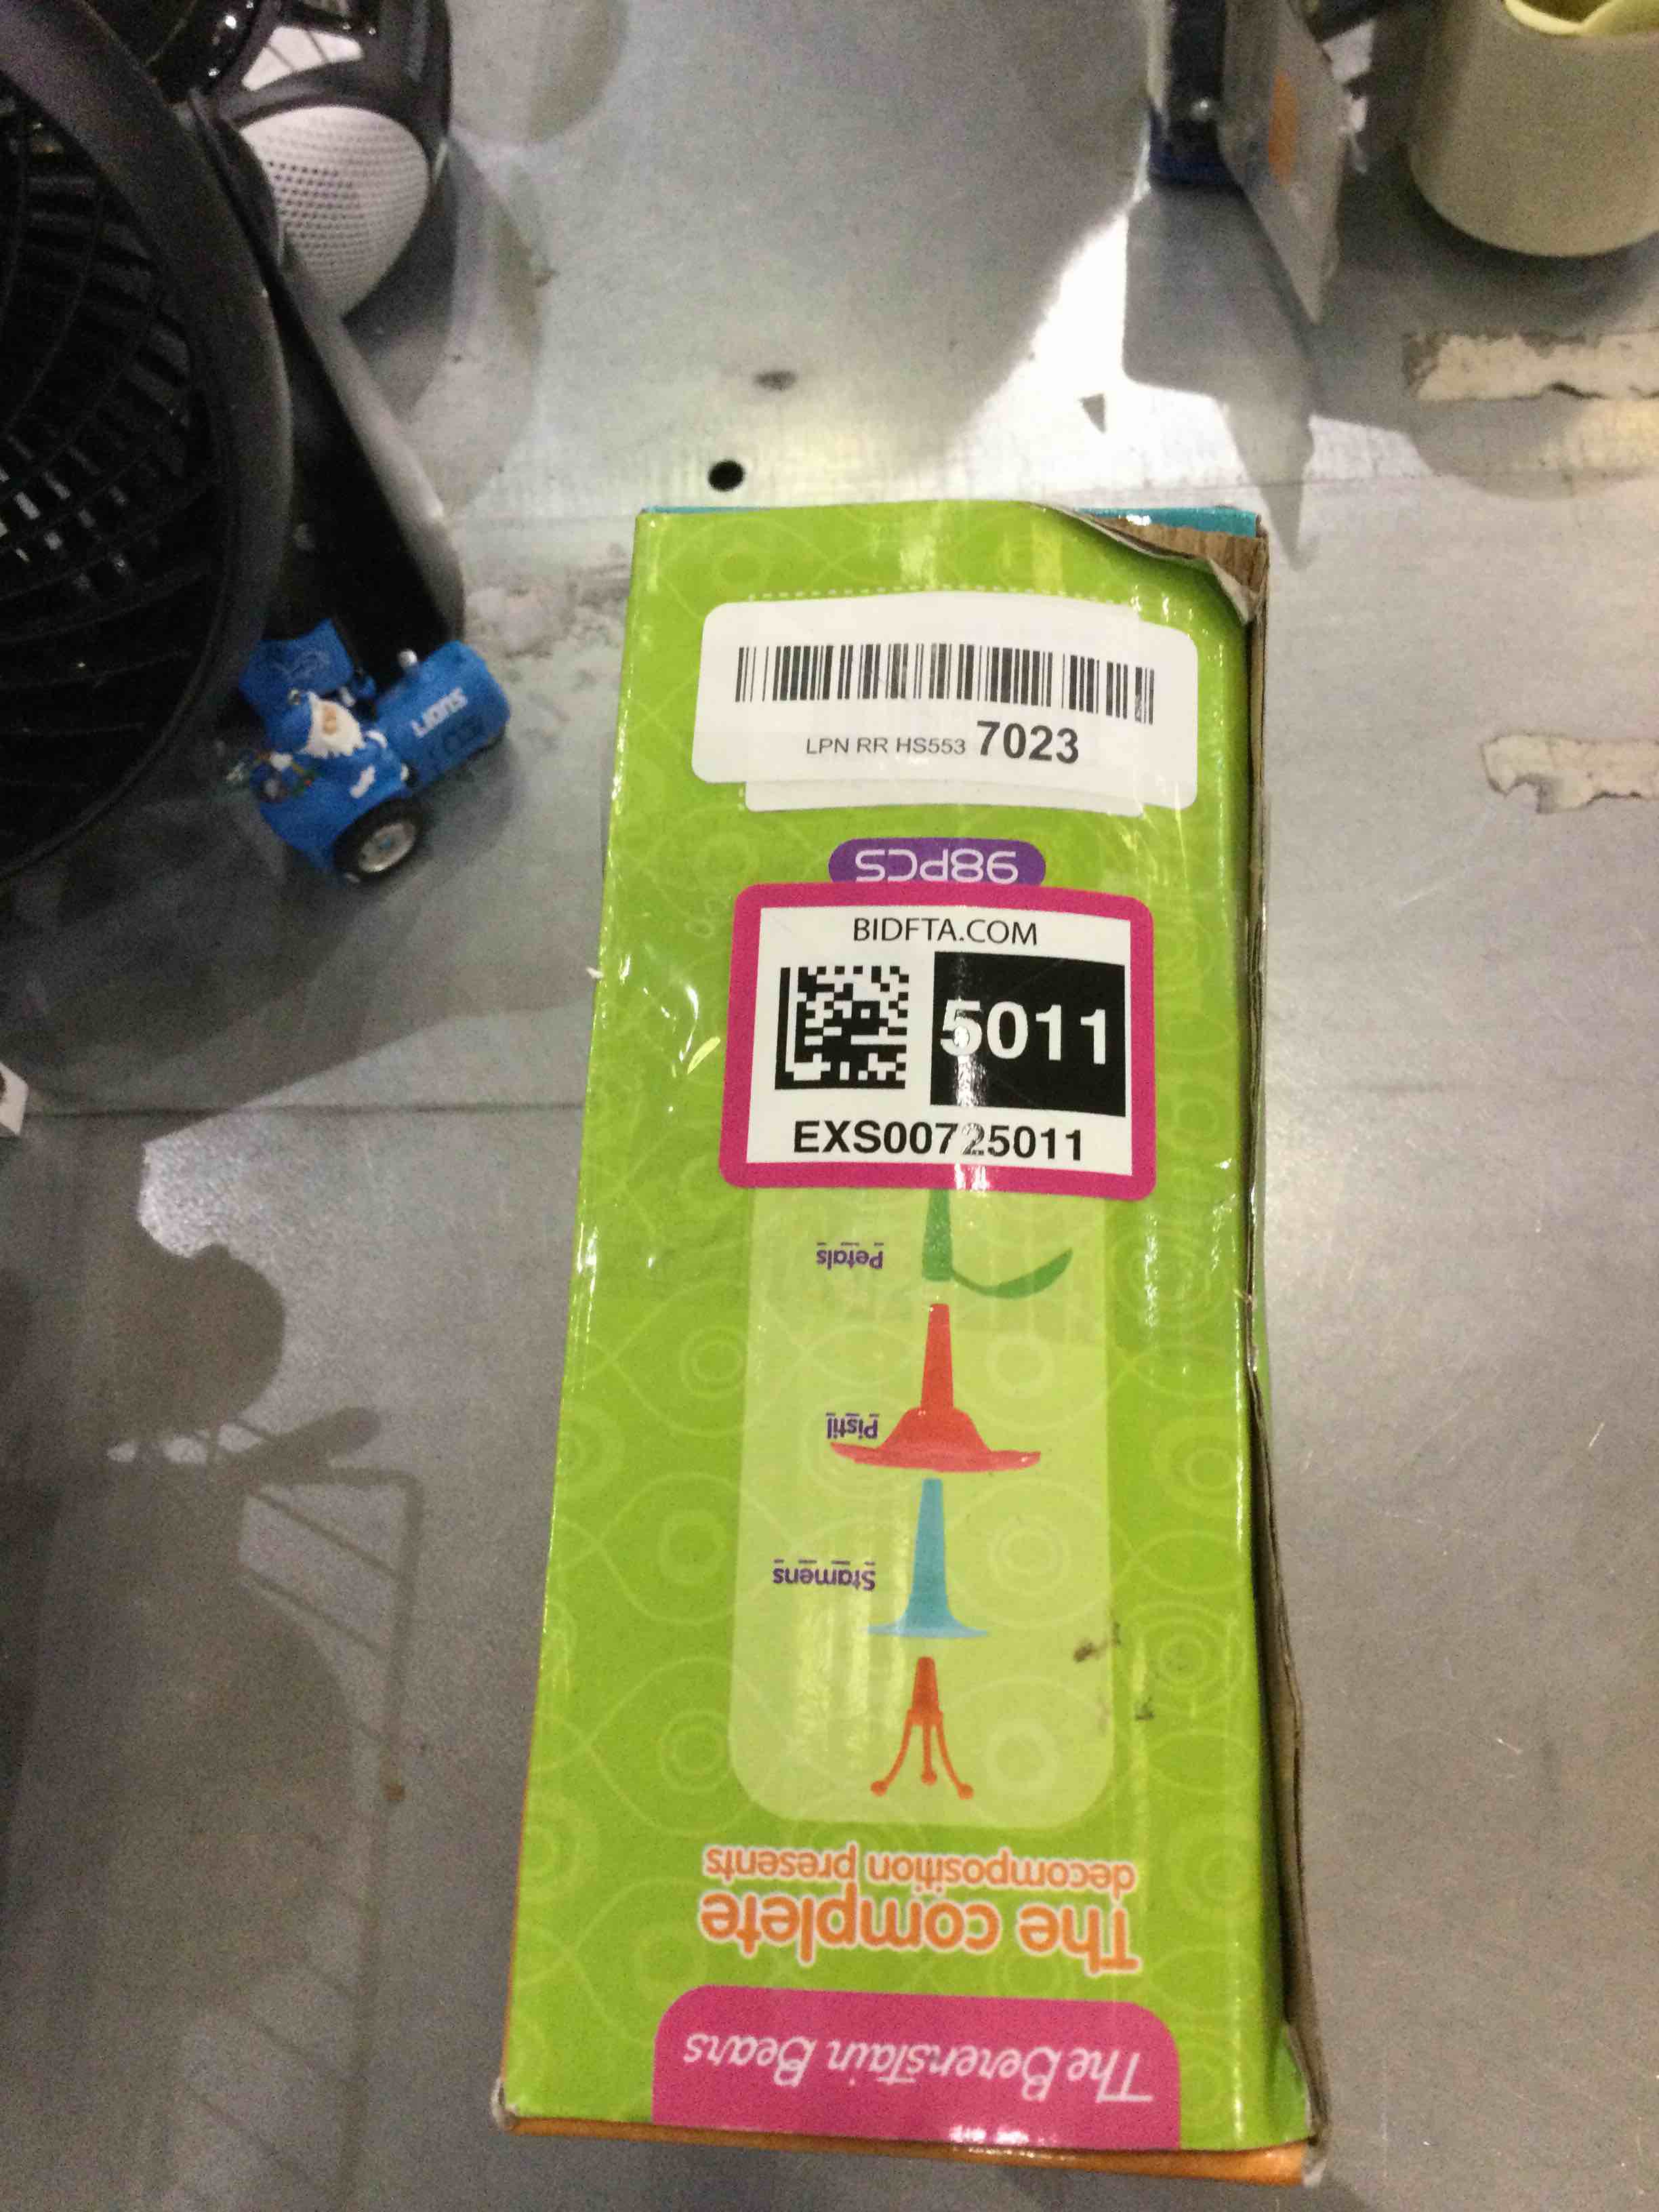 LIONS
LPN RR HS553 7023
98PCS
BIDFTA.COM
5011
EXS00725011
Petals
Pistil
Stamens
The complete
decomposition presents
The Berenstain Bears